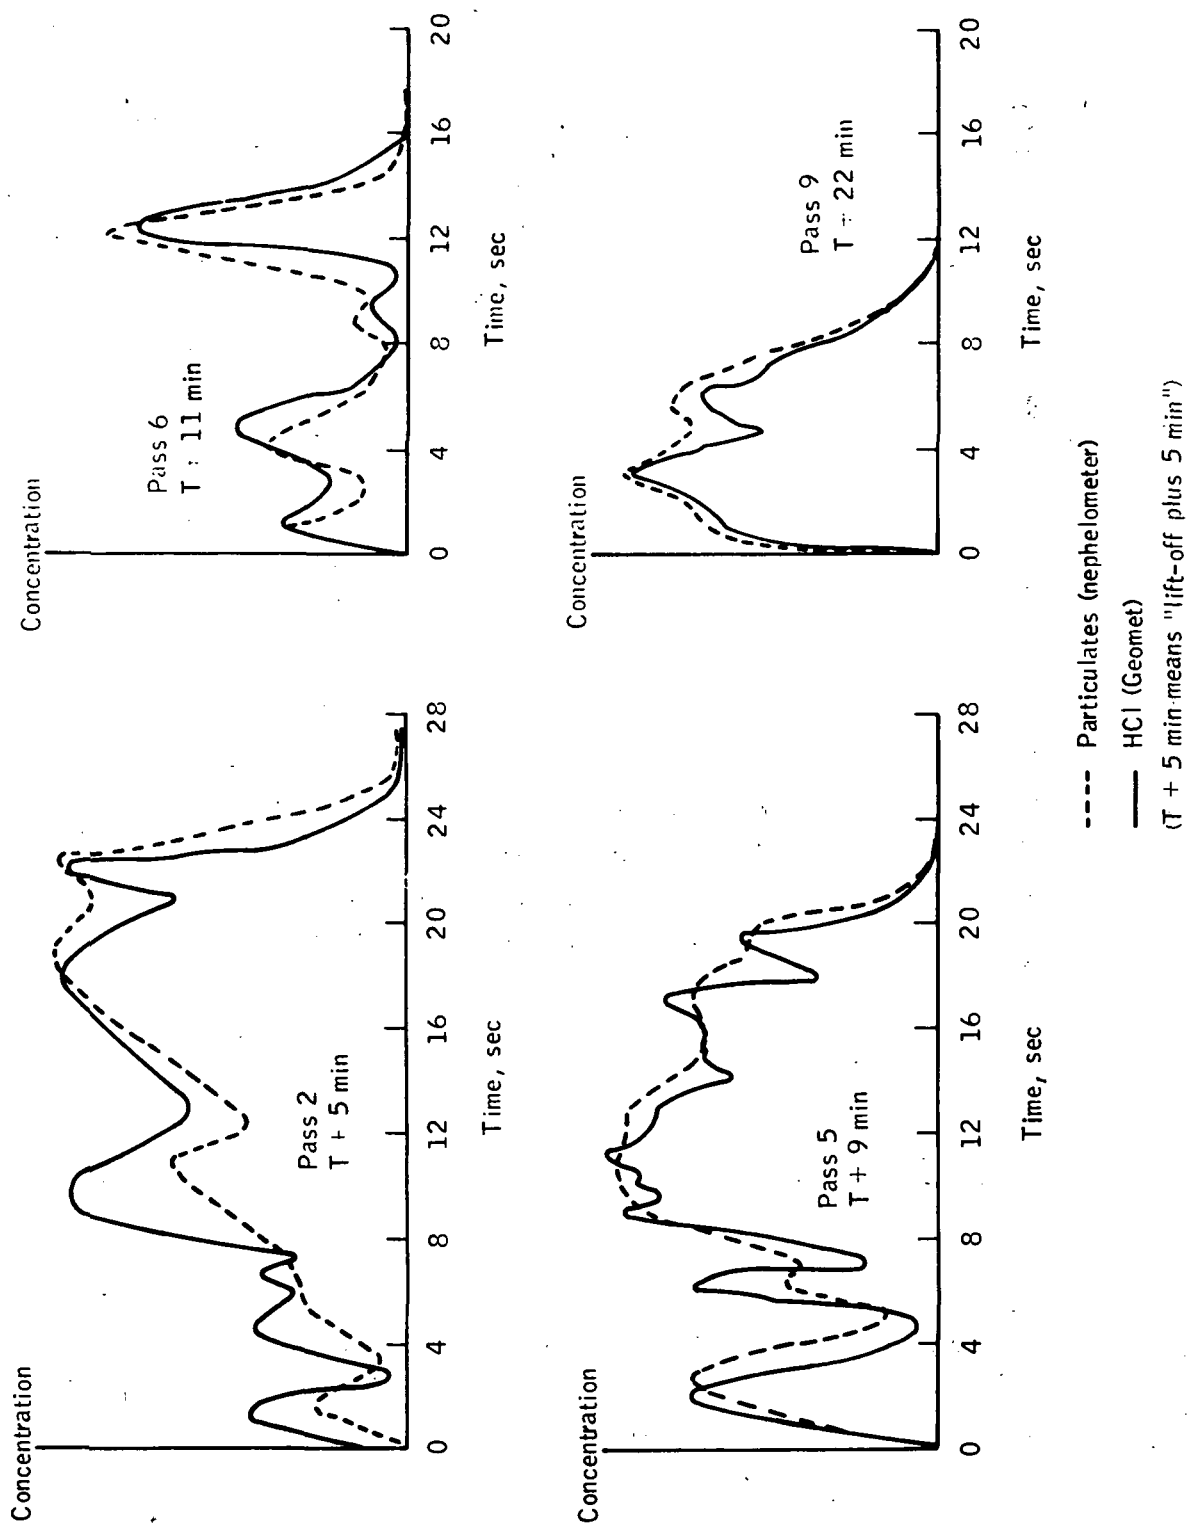 Concentration
Pass 2
T + 5 min
0 4 8 12 16 20 24 28
Time, sec
Concentration
Pass 6
T + 11 min
0 4 8 12 16 20
Time, sec
Concentration
Pass 5
T + 9 min
0 4 8 12 16 20 24 28
Time, sec
Concentration
Pass 9
T + 22 min
0 4 8 12 16 20
Time, sec
Particulates (nephelometer)
HCl (Geomet)
(T + 5 min means "lift-off plus 5 min")